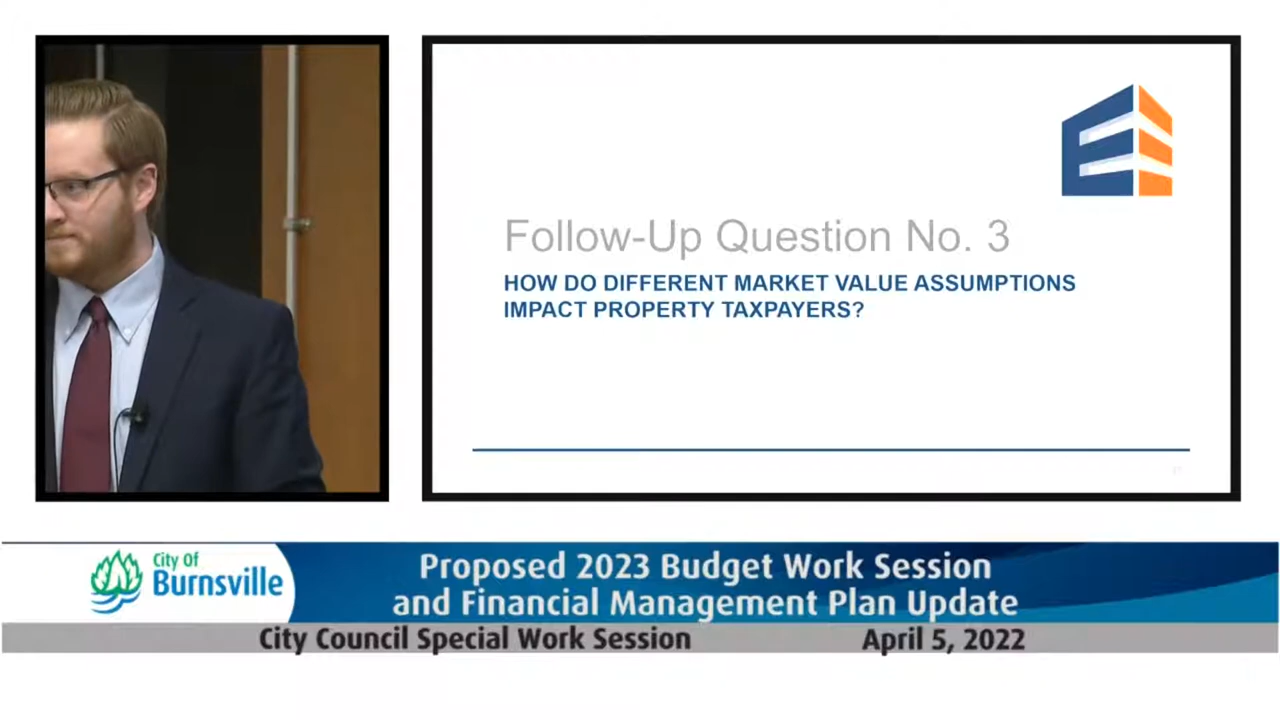 Follow-Up Question No. 3
HOW DO DIFFERENT MARKET VALUE ASSUMPTIONS
IMPACT PROPERTY TAXPAYERS?
City Of
Burnsville
Proposed 2023 Budget Work Session
and Financial Management Plan Update
City Council Special Work Session
April 5, 2022